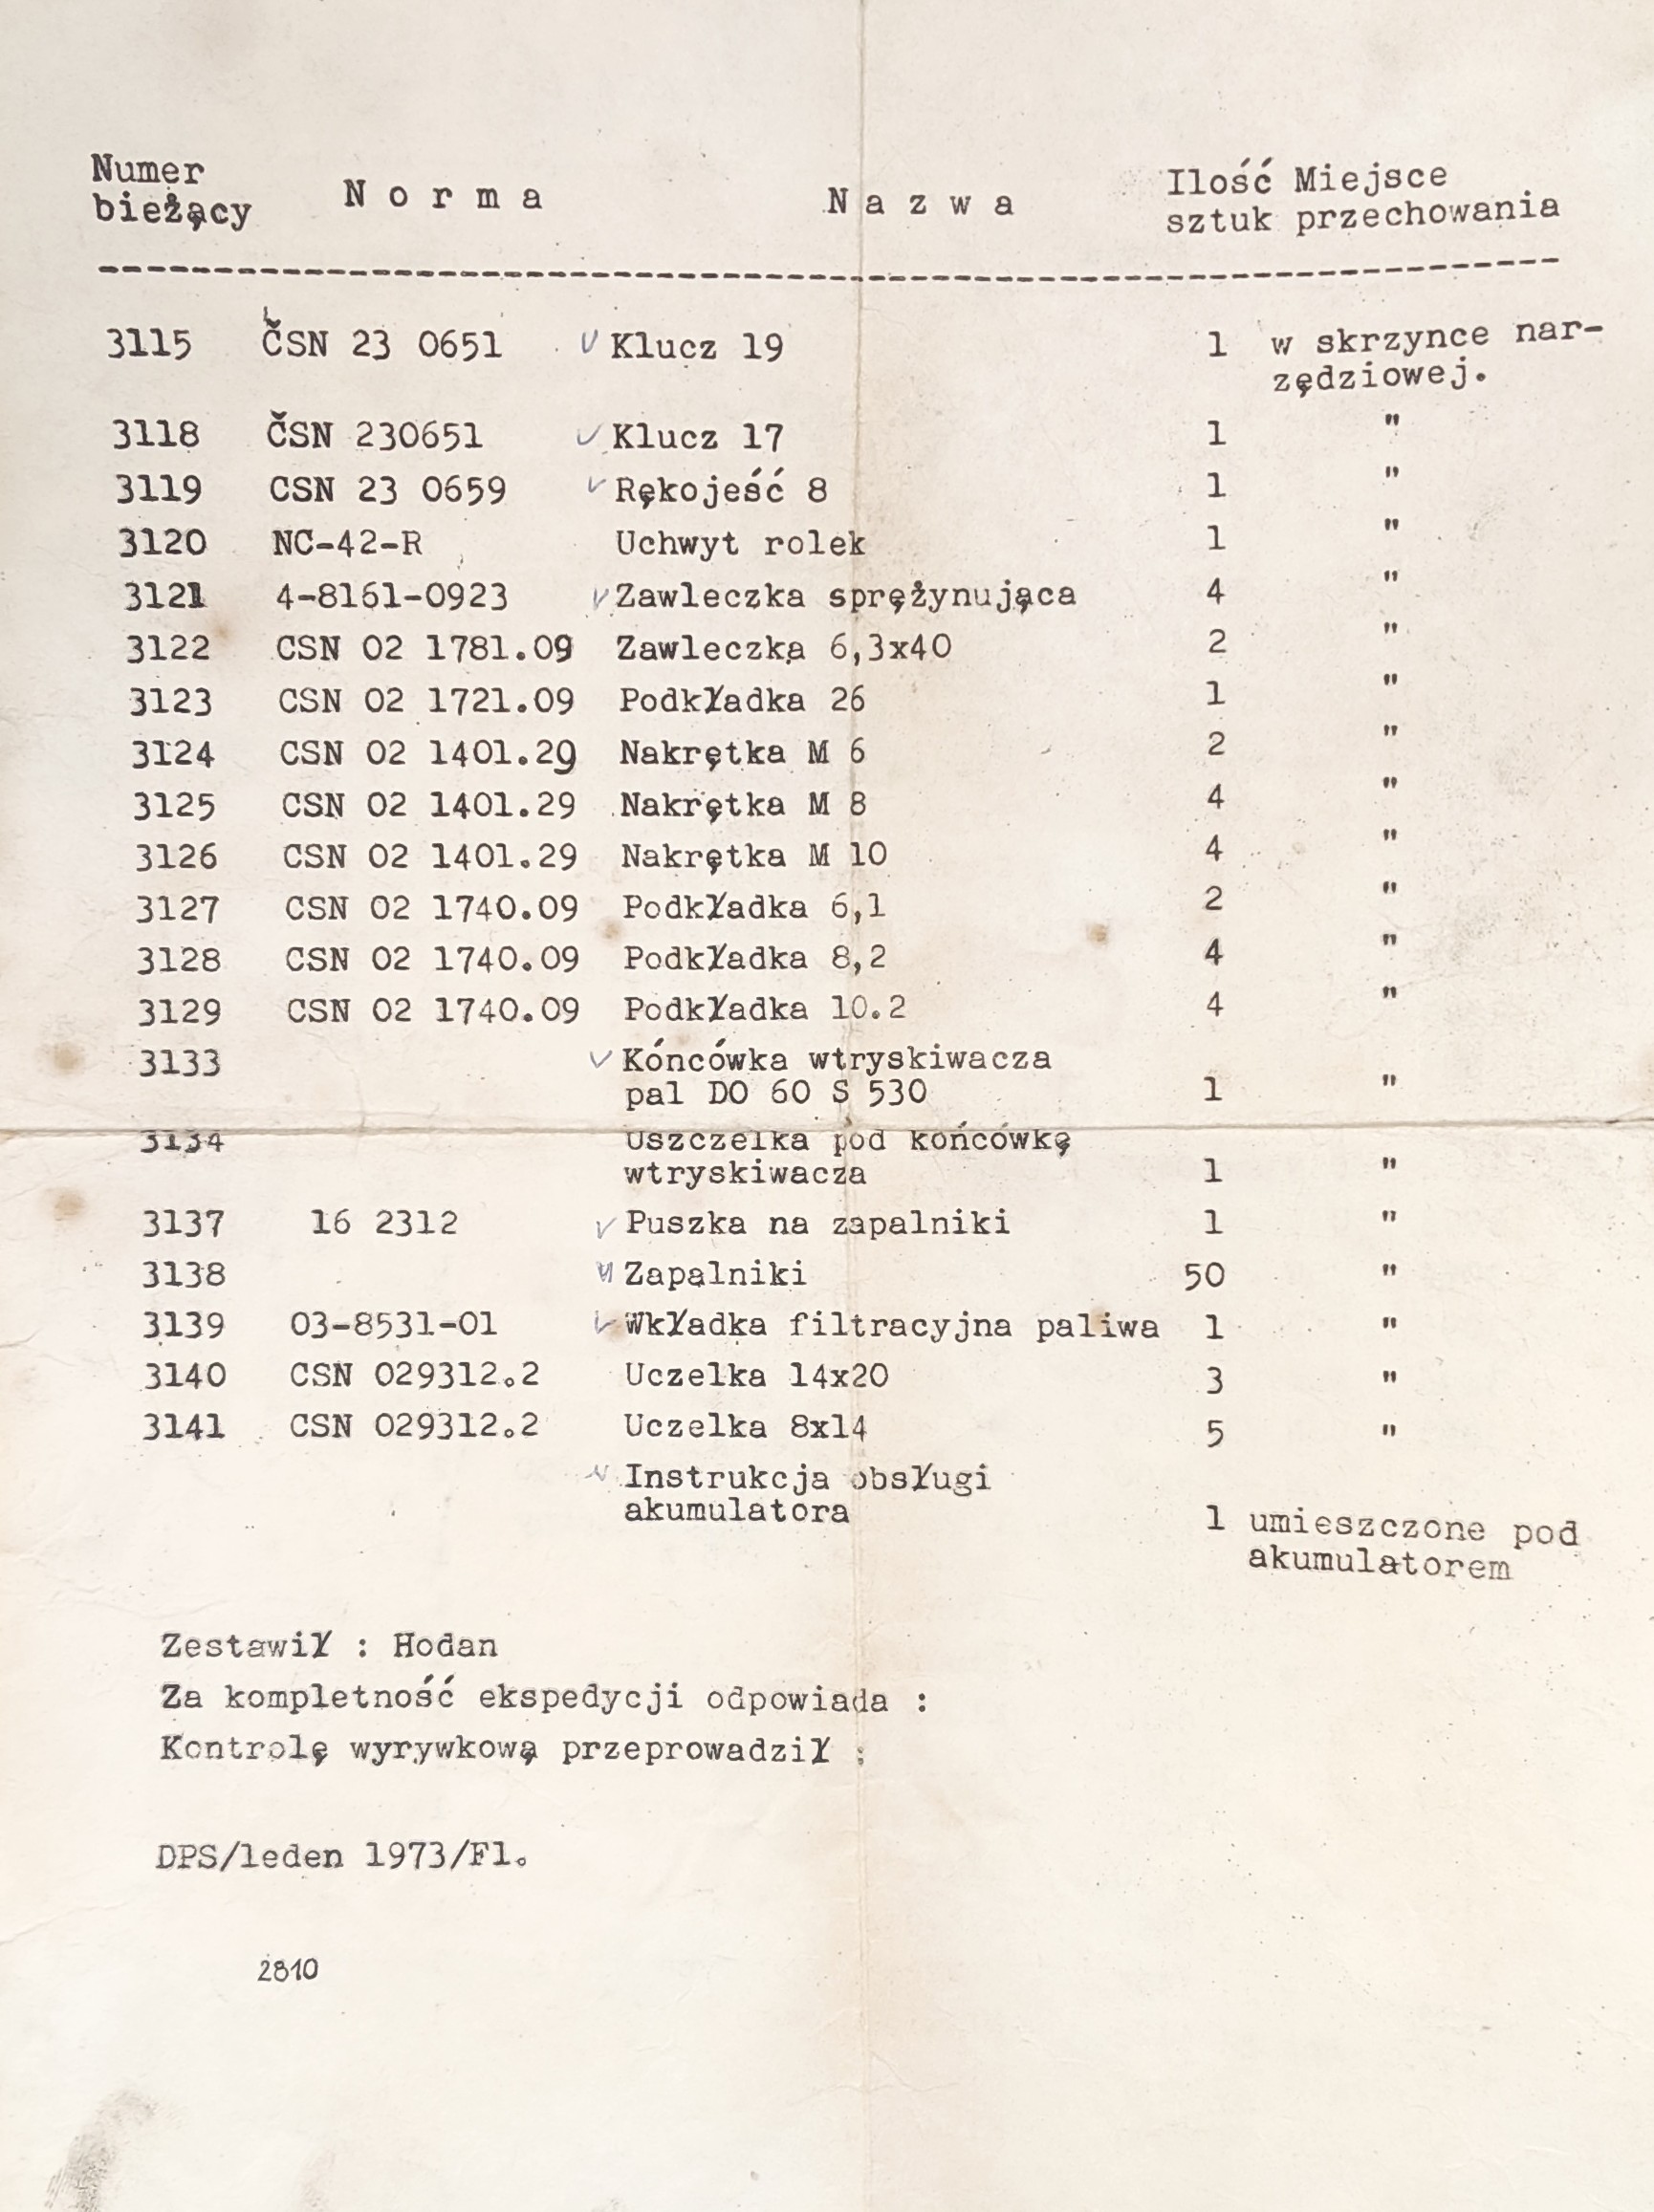 Numer Ilość Miejsce
bieżący Norma Nazwa sztuk przechowania
3115 ČSN 23 0651 Klucz 19 1 w skrzynce nar-
zędziowej.
3118 ČSN 230651 Klucz 17 1 "
3119 CSN 23 0659 Rękojeść 8 1 "
3120 NC-42-R Uchwyt rolek 1 "
3121 4-8161-0923 Zawleczka sprężynująca 4 "
3122 CSN 02 1781.09 Zawleczka 6,3x40 2 "
3123 CSN 02 1721.09 Podkładka 26 1 "
3124 CSN 02 1401.29 Nakrętka M 6 2 "
3125 CSN 02 1401.29 Nakrętka M 8 4 "
3126 CSN 02 1401.29 Nakrętka M 10 4 "
3127 CSN 02 1740.09 Podkładka 6,1 2 "
3128 CSN 02 1740.09 Podkładka 8,2 4 "
3129 CSN 02 1740.09 Podkładka 10.2 4 "
3133 Kóncówka wtryskiwacza
pal DO 60 S 530 1 "
3134 Uszczelka pod końcówkę
wtryskiwacza 1 "
3137 16 2312 Puszka na zapalniki 1 "
3138 Zapalniki 50 "
3139 03-8531-01 Wkładka filtracyjna paliwa 1 "
3140 CSN 029312.2 Uczelka 14x20 3 "
3141 CSN 029312.2 Uczelka 8x14 5 "
Instrukcja obsługi
akumulatora 1 umieszczone pod
akumulatorem
Zestawił : Hodan
Za kompletność ekspedycji odpowiada :
Kontrolę wyrywkową przeprowadził :
DPS/leden 1973/Fl.
2810